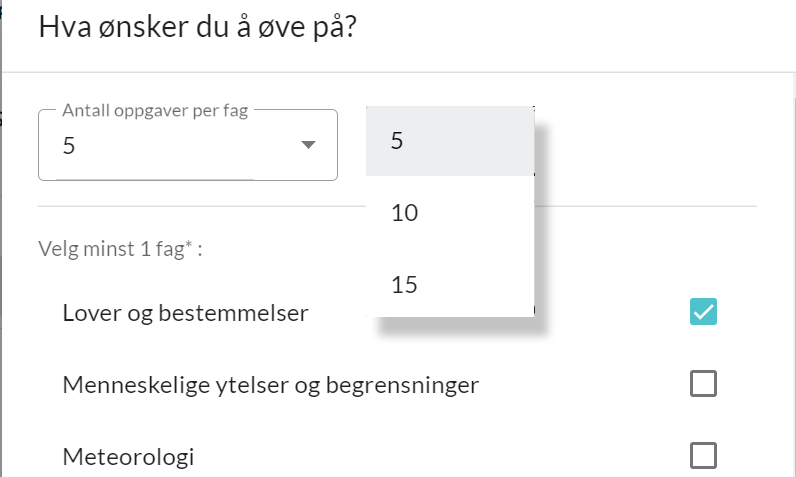 Hva ønsker du å øve på?
Antall oppgaver per fag
5
5
10
15
Velg minst 1 fag* :
Lover og bestemmelser
Menneskelige ytelser og begrensninger
Meteorologi